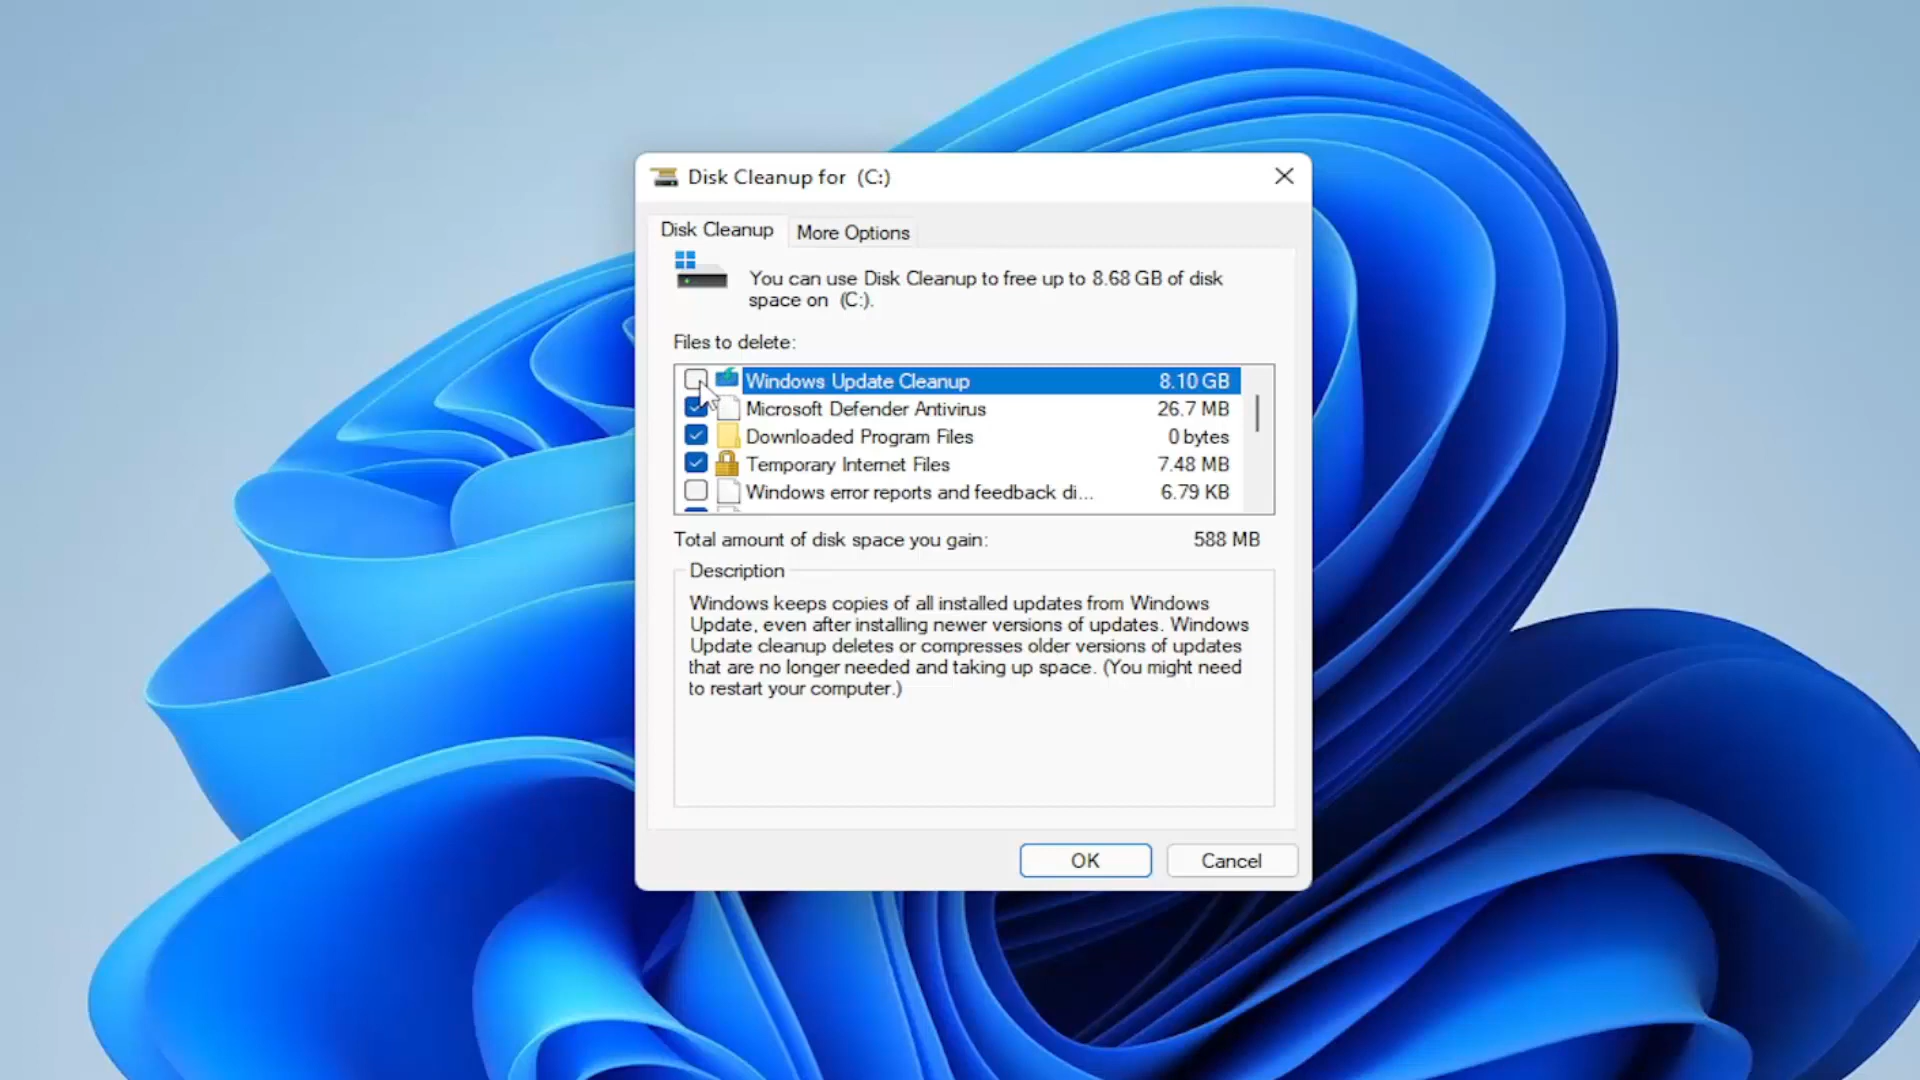 Disk Cleanup for (C:)
Disk Cleanup
More Options
You can use Disk Cleanup to free up to 8.68 GB of disk
space on (C:).
Files to delete:
Windows Update Cleanup 8.10 GB
Microsoft Defender Antivirus 26.7 MB
Downloaded Program Files 0 bytes
Temporary Internet Files 7.48 MB
Windows error reports and feedback di... 6.79 KB
Total amount of disk space you gain: 588 MB
Description
Windows keeps copies of all installed updates from Windows
Update, even after installing newer versions of updates. Windows
Update cleanup deletes or compresses older versions of updates
that are no longer needed and taking up space. (You might need
to restart your computer.)
OK
Cancel